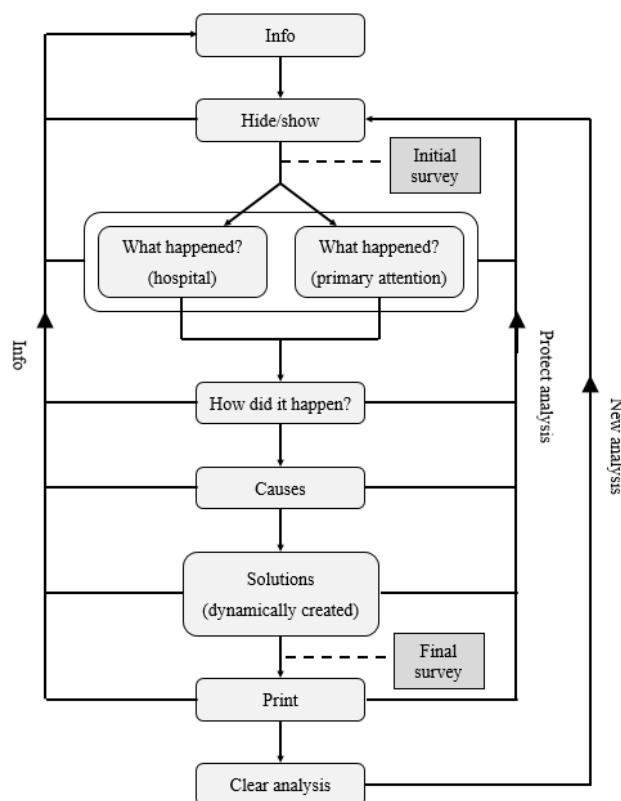 Info
Hide/show
Initial
survey
What happened?
(hospital)
What happened?
(primary attention)
Info
Protect analysis
New analysis
How did it happen?
Causes
Solutions
(dynamically created)
Final
survey
Print
Clear analysis